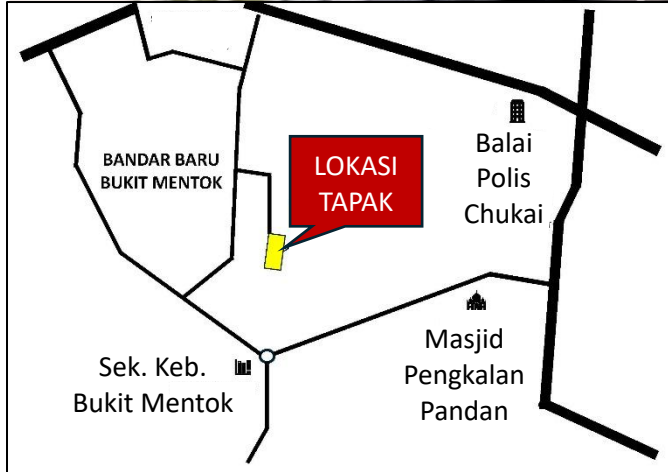 BANDAR BARU
BUKIT MENTOK
LOKASI
TAPAK
Balai
Polis
Chukai
Sek. Keb.
Bukit Mentok
Masjid
Pengkalan
Pandan